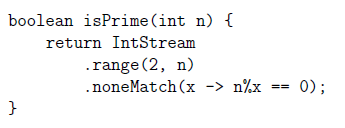 boolean isPrime(int n) {
    return IntStream
        .range(2, n)
        .noneMatch(x -> n%x == 0);
}